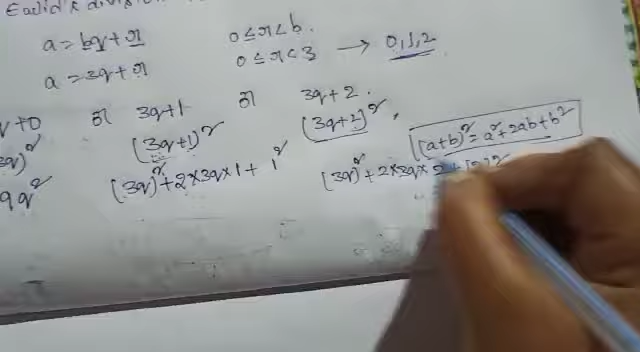 Euclid's division
a = bq + r 0 ≤ r < b.
a = 3q + r 0 ≤ r < 3 → 0, 1, 2
q + 0 or 3q + 1 or 3q + 2.
3q)² (3q+1)² (3q+2)², (a+b)² = a² + 2ab + b²
9q² (3q)² + 2×3q×1 + 1² (3q)² + 2×3q×2 +